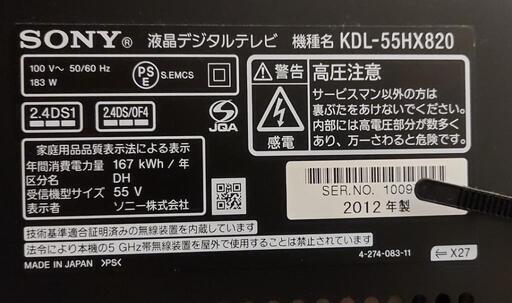 SONY® 液晶デジタルテレビ 機種名 KDL-55HX820
100 V～ 50/60 Hz
183 W
PS
E
S.EMCS
2.4DS1
2.4DS/OF4
JQA
警告
高圧注意
感電
サービスマン以外の方は
裏ぶたをあけないでください。
内部には高電圧部分が数多く
あり、万一さわると危険です。
家庭用品品質表示法による表示
年間消費電力量 167 kWh / 年
区分名 DH
受信機型サイズ 55 V
表示者 ソニー株式会社
SER.NO. 1009
2012 年製
技術基準適合証明済みの無線装置を内蔵しています。
法令により本機の5 GHz帯無線装置を屋外で使用することはできません。
MADE IN JAPAN >PS<
4-274-083-11
⇐ X27